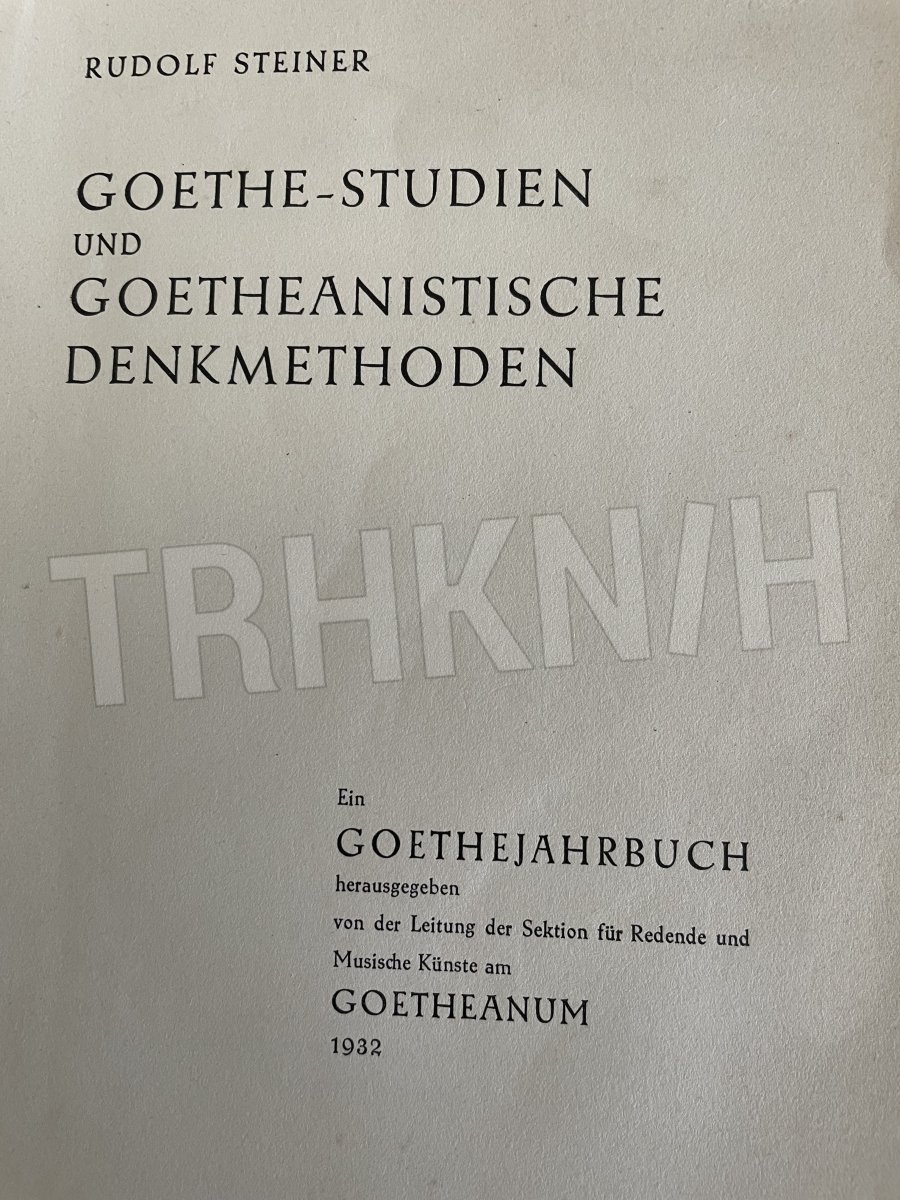 RUDOLF STEINER
GOETHE-STUDIEN
UND
GOETHEANISTISCHE
DENKMETHODEN
TRHKN/H
Ein
GOETHEJAHRBUCH
herausgegeben
von der Leitung der Sektion für Redende und
Musische Künste am
GOETHEANUM
1932